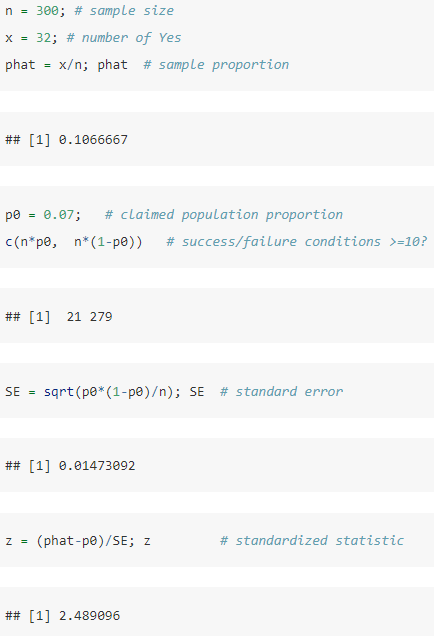 n = 300; # sample size
x = 32; # number of Yes
phat = x/n; phat  # sample proportion
## [1] 0.1066667
p0 = 0.07;   # claimed population proportion
c(n*p0,  n*(1-p0))   # success/failure conditions >=10?
## [1]  21 279
SE = sqrt(p0*(1-p0)/n); SE  # standard error
## [1] 0.01473092
z = (phat-p0)/SE; z         # standardized statistic
## [1] 2.489096